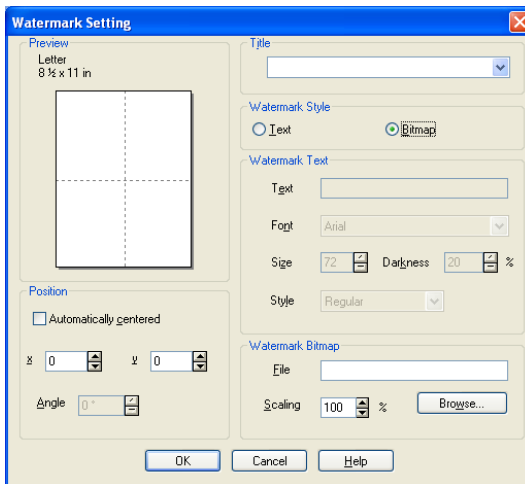 Watermark Setting
Preview
Letter
8 ½ x 11 in
Title
Watermark Style
Text
Bitmap
Watermark Text
Text
Font
Arial
Size
72
Darkness
20
%
Style
Regular
Position
Automatically centered
x
0
y
0
Angle
0 °
Watermark Bitmap
File
Scaling
100
%
Browse...
OK
Cancel
Help